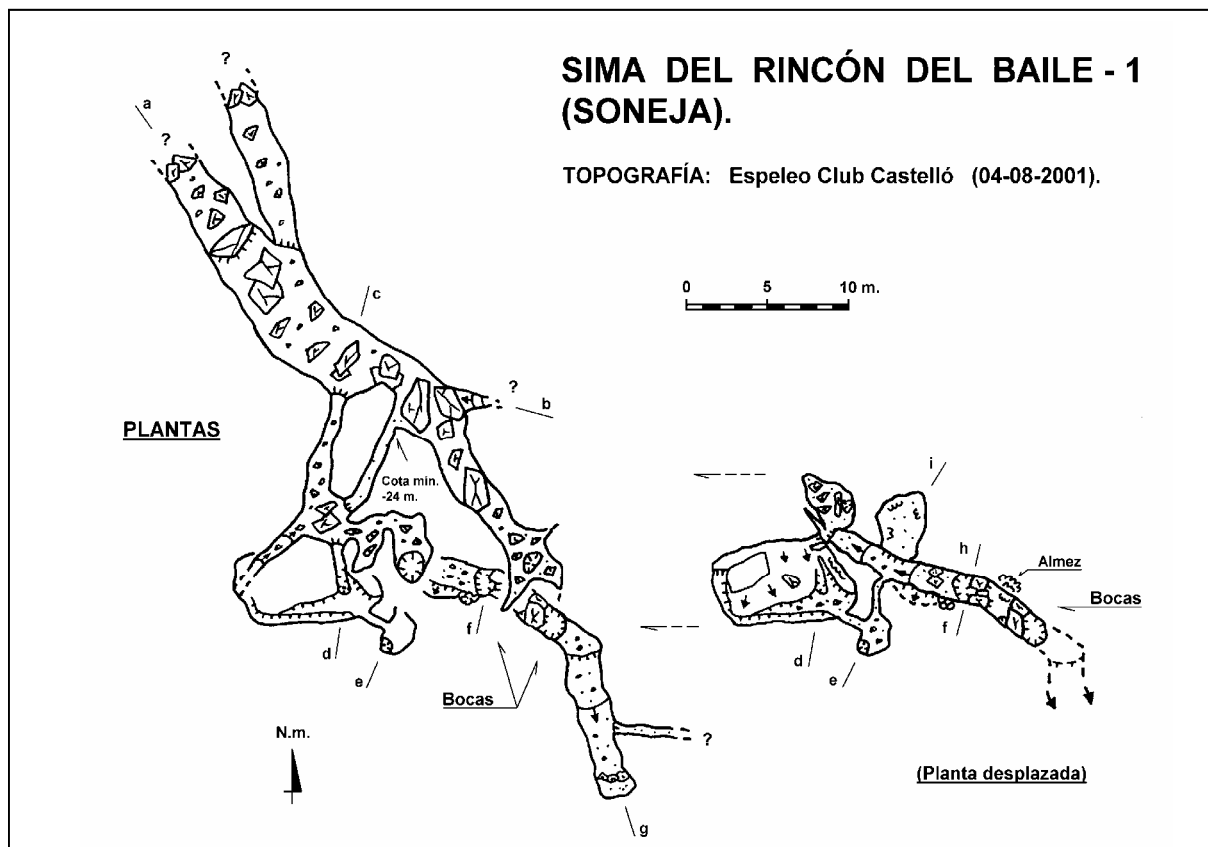 SIMA DEL RINCÓN DEL BAILE - 1
(SONEJA).
TOPOGRAFÍA: Espeleo Club Castelló (04-08-2001).
0 5 10 m.
?
?
a
?
c
?
b
PLANTAS
Cota min.
-24 m.
d
e
f
Bocas
?
g
N.m.
i
h
Almez
Bocas
f
d
e
(Planta desplazada)